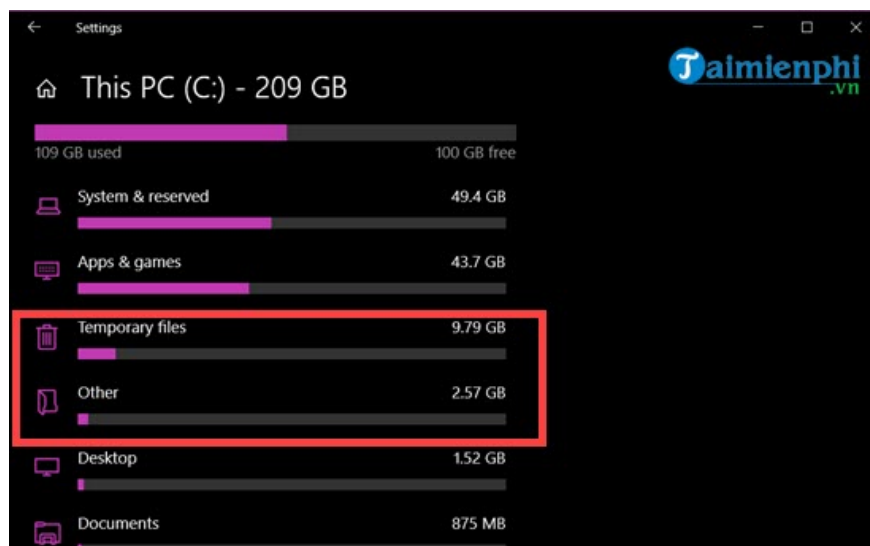 Settings
Taimienphi
.vn
This PC (C:) - 209 GB
109 GB used 100 GB free
System & reserved 49.4 GB
Apps & games 43.7 GB
Temporary files 9.79 GB
Other 2.57 GB
Desktop 1.52 GB
Documents 875 MB